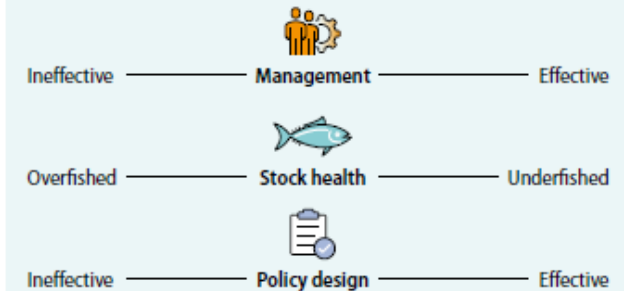 Ineffective Management Effective
Overfished Stock health Underfished
Ineffective Policy design Effective